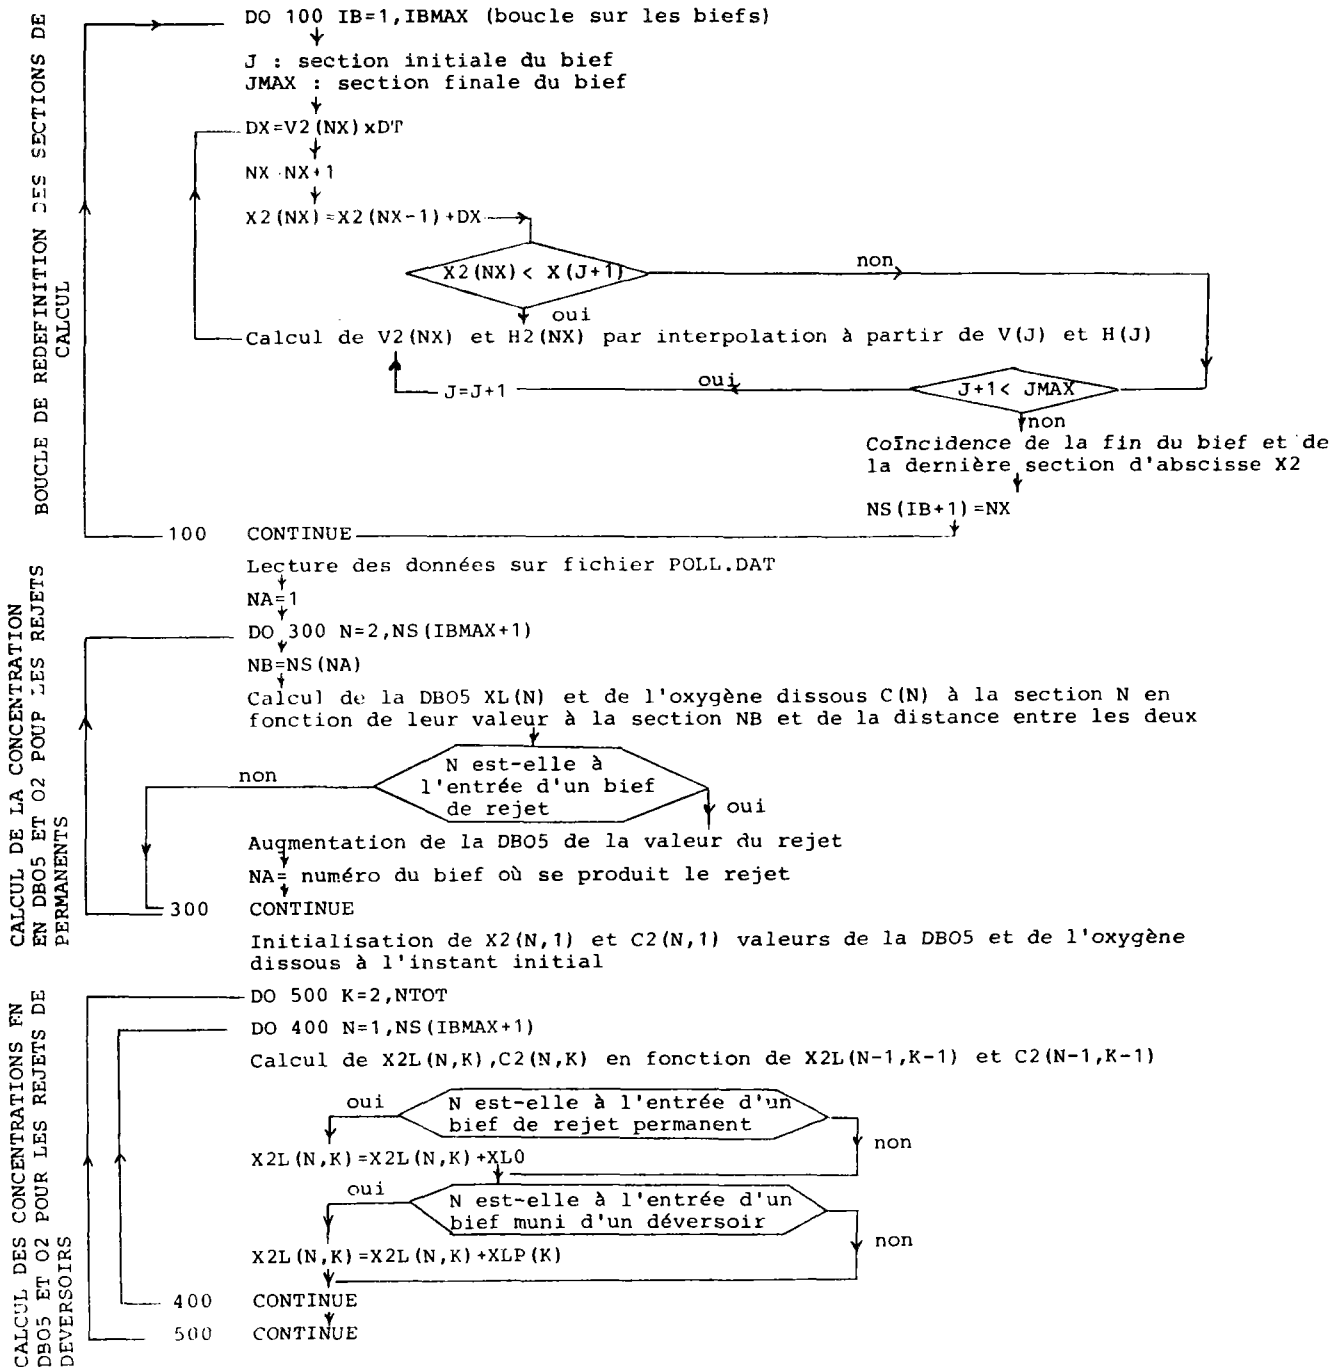 BOUCLE DE REDEFINITION DES SECTIONS DE
CALCUL
DO 100 IB=1,IBMAX (boucle sur les biefs)
J : section initiale du bief
JMAX : section finale du bief
DX=V2(NX)xDT
NX NX+1
X2(NX)=X2(NX-1)+DX
X2(NX)< X(J+1)
non
oui
Calcul de V2(NX) et H2(NX) par interpolation à partir de V(J) et H(J)
J=J+1
oui
J+1< JMAX
non
Coïncidence de la fin du bief et de
la dernière section d'abscisse X2
NS(IB+1)=NX
100 CONTINUE
CALCUL DE LA CONCENTRATION
EN DBO5 ET O2 POUP LES REJETS
PERMANENTS
Lecture des données sur fichier POLL.DAT
NA=1
DO 300 N=2,NS(IBMAX+1)
NB=NS(NA)
Calcul de la DBO5 XL(N) et de l'oxygène dissous C(N) à la section N en
fonction de leur valeur à la section NB et de la distance entre les deux
N est-elle à
l'entrée d'un bief
de rejet
non
oui
Augmentation de la DBO5 de la valeur du rejet
NA= numéro du bief où se produit le rejet
300 CONTINUE
Initialisation de X2(N,1) et C2(N,1) valeurs de la DBO5 et de l'oxygène
dissous à l'instant initial
CALCUL DES CONCENTRATIONS EN
DBO5 ET O2 POUR LES REJETS DE
DEVERSOIRS
DO 500 K=2,NTOT
DO 400 N=1,NS(IBMAX+1)
Calcul de X2L(N,K),C2(N,K) en fonction de X2L(N-1,K-1) et C2(N-1,K-1)
oui
N est-elle à l'entrée d'un
bief de rejet permanent
non
X2L(N,K)=X2L(N,K)+XL0
oui
N est-elle à l'entrée d'un
bief muni d'un déversoir
non
X2L(N,K)=X2L(N,K)+XLP(K)
400 CONTINUE
500 CONTINUE